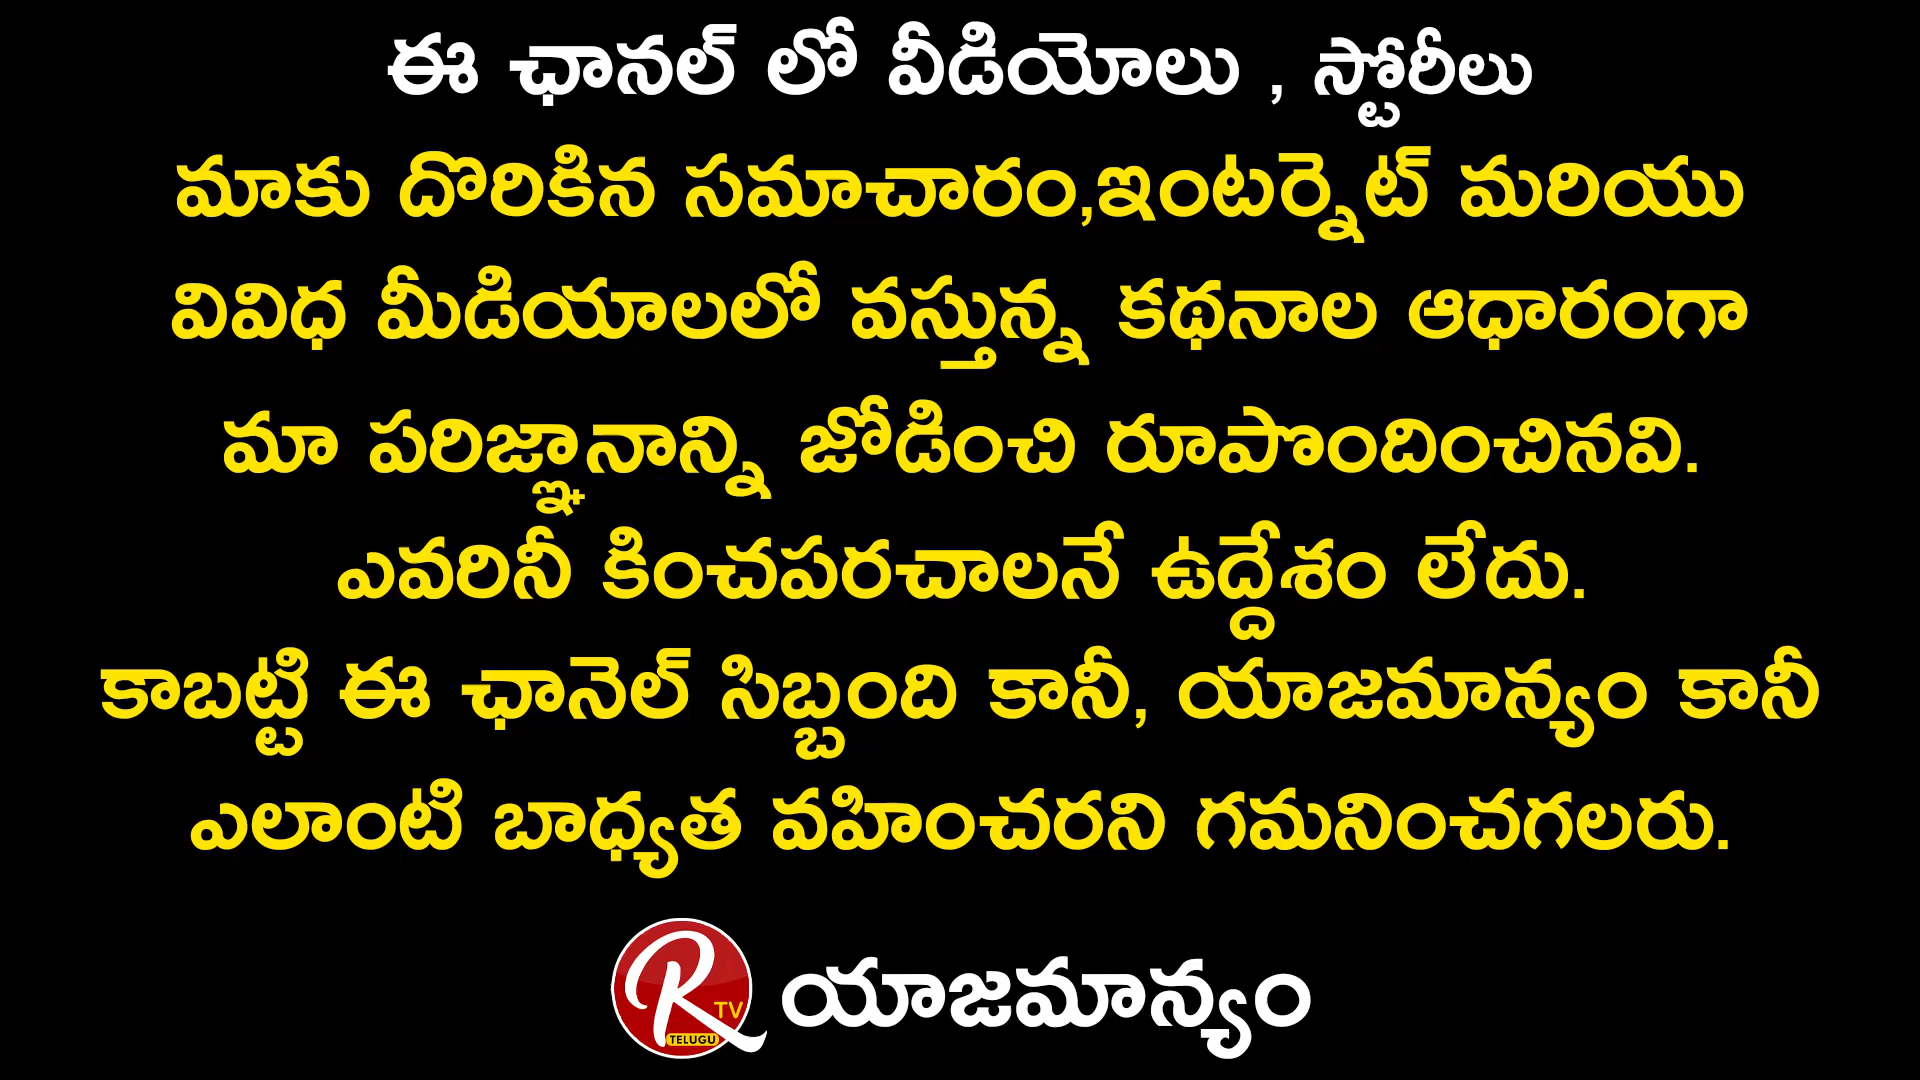 ఈ ఛానల్ లో వీడియోలు , స్టోరీలు
మాకు దొరికిన సమాచారం,ఇంటర్నెట్ మరియు
వివిధ మీడియాలలో వస్తున్న కథనాల ఆధారంగా
మా పరిజ్ఞానాన్ని జోడించి రూపొందించినవి.
ఎవరినీ కించపరచాలనే ఉద్దేశం లేదు.
కాబట్టి ఈ ఛానెల్ సిబ్బంది కానీ, యాజమాన్యం కానీ
ఎలాంటి బాధ్యత వహించరని గమనించగలరు.
R TV TELUGU యాజమాన్యం